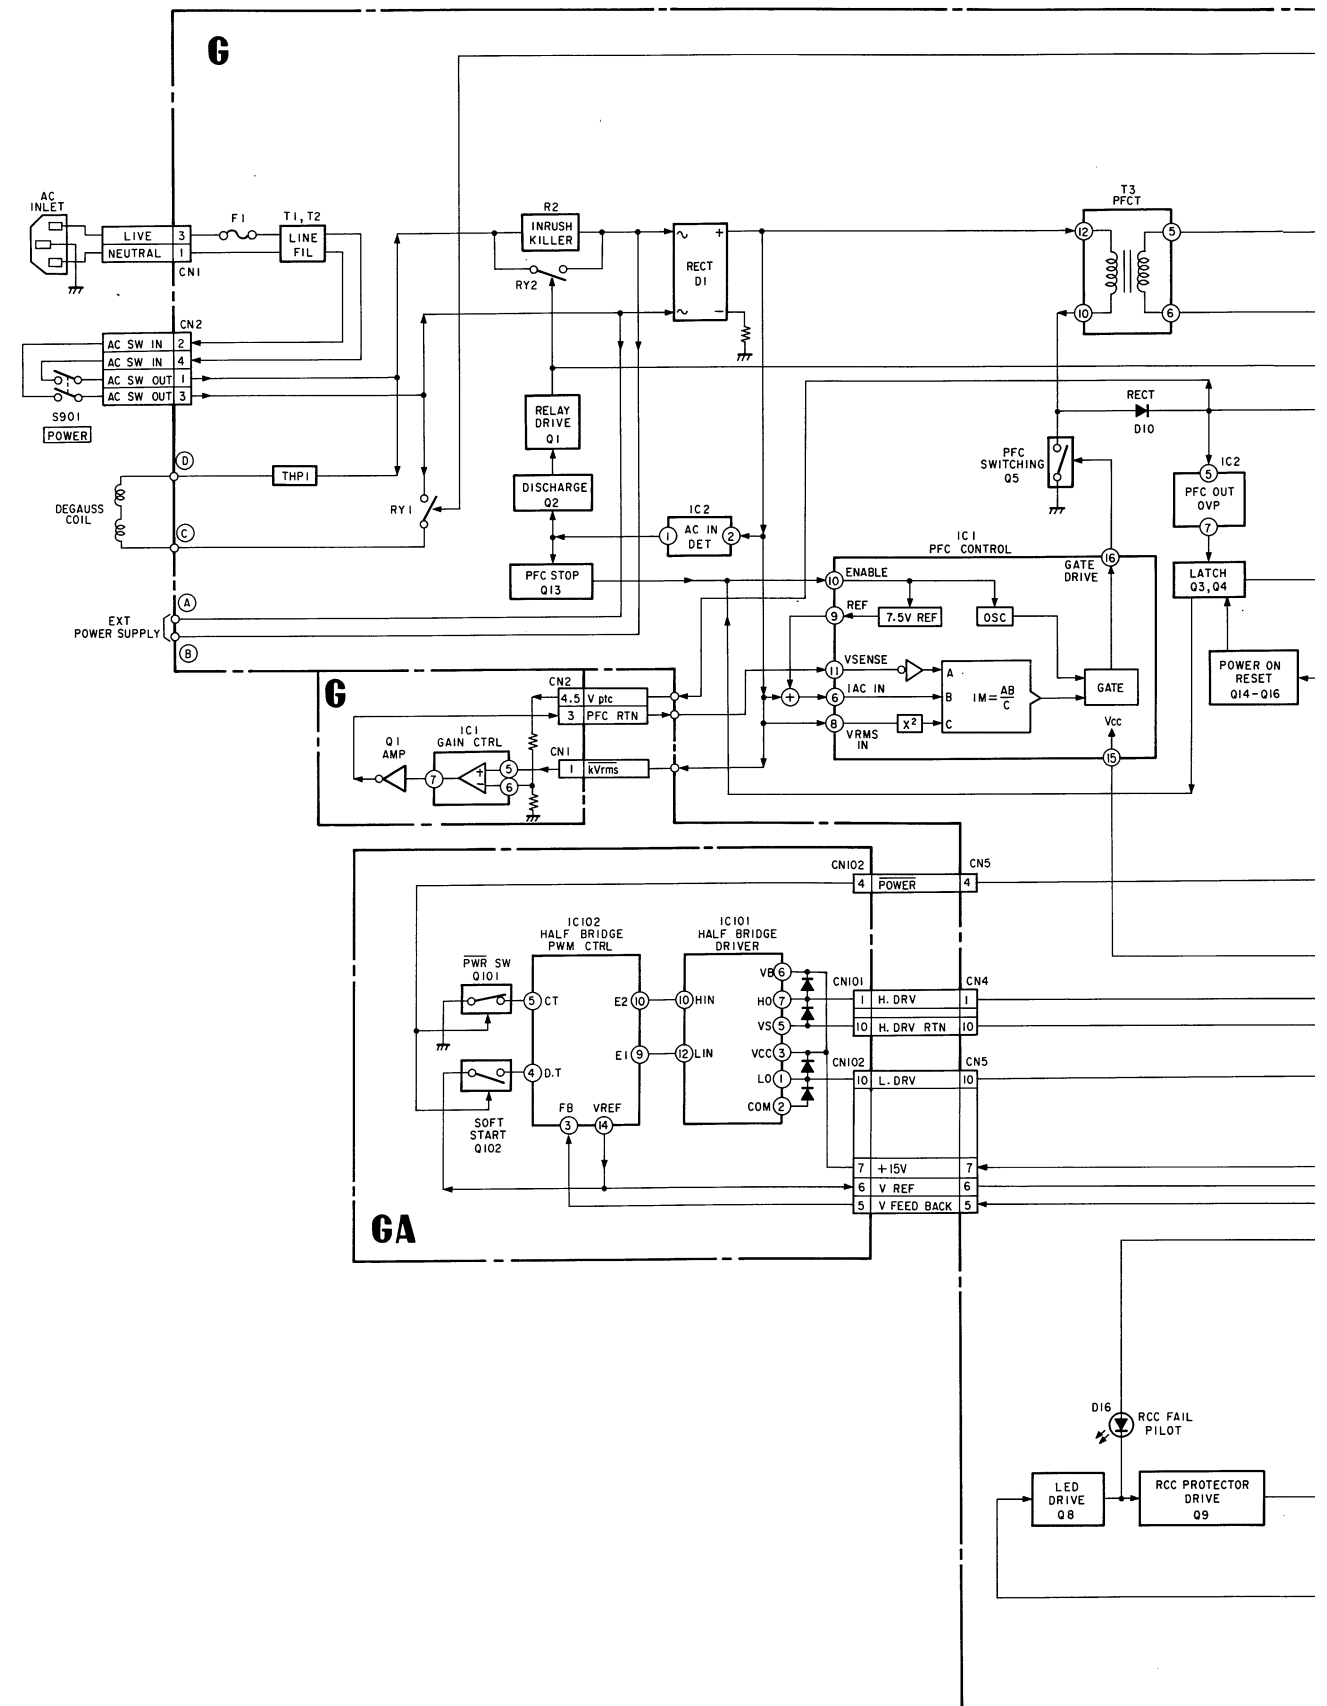 G
AC
INLET
LIVE 3
NEUTRAL 1
CN1
F1
T1, T2
LINE
FIL
CN2
AC SW IN 2
AC SW IN 4
AC SW OUT 1
AC SW OUT 3
S901
POWER
DEGAUSS
COIL
D
C
THP1
RY1
EXT
POWER SUPPLY
A
B
R2
INRUSH
KILLER
RY2
RECT
D1
~ +
~ −
RELAY
DRIVE
Q1
DISCHARGE
Q2
PFC STOP
Q13
IC2
1 AC IN 2
DET
T3
PFCT
12 5
10 6
RECT
D10
PFC
SWITCHING
Q5
IC2
5
PFC OUT
OVP
7
LATCH
Q3, Q4
POWER ON
RESET
Q14-Q16
IC1
PFC CONTROL
16
GATE
DRIVE
10 ENABLE
9 REF
7.5V REF
OSC
11 VSENSE
6 IAC IN
8 VRMS
IN
X²
A
B
C
IM=AB/C
GATE
Vcc
15
+
G
CN2
4.5 V ptc
3 PFC RTN
CN1
1 kVrms
Q1
AMP
IC1
GAIN CTRL
7 + 5
− 6
CN102 CN5
4 POWER 4
IC102
HALF BRIDGE
PWM CTRL
IC101
HALF BRIDGE
DRIVER
PWR SW
Q101
5 CT
E2 10
E1 9
4 D.T
FB
3
VREF
14
10 HIN
12 LIN
VB 6
HO 7
VS 5
VCC 3
LO 1
COM 2
SOFT
START
Q102
CN101 CN4
1 H. DRV 1
10 H. DRV RTN 10
CN102 CN5
10 L. DRV 10
7 +15V 7
6 V REF 6
5 V FEED BACK 5
GA
D16
RCC FAIL
PILOT
LED
DRIVE
Q8
RCC PROTECTOR
DRIVE
Q9